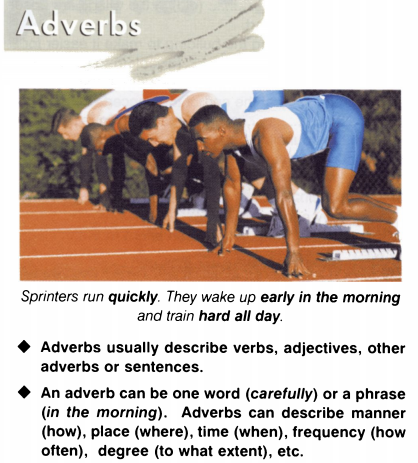 Adverbs
Sprinters run quickly. They wake up early in the morning
and train hard all day.
◆ Adverbs usually describe verbs, adjectives, other
adverbs or sentences.
◆ An adverb can be one word (carefully) or a phrase
(in the morning). Adverbs can describe manner
(how), place (where), time (when), frequency (how
often), degree (to what extent), etc.